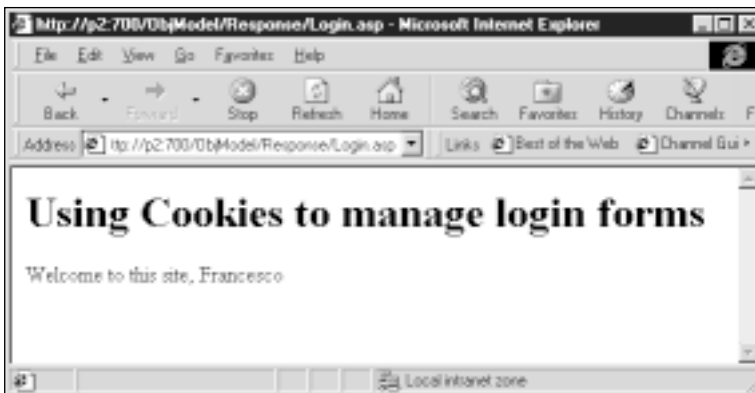 http://p2:700/ObjModel/Response/Login.asp - Microsoft Internet Explorer
File Edit View Go Favorites Help
Back Forward Stop Refresh Home Search Favorites History Channels F
Address ttp://p2:700/ObjModel/Response/Login.asp Links Best of the Web Channel Gui
Using Cookies to manage login forms
Welcome to this site, Francesco
Local intranet zone